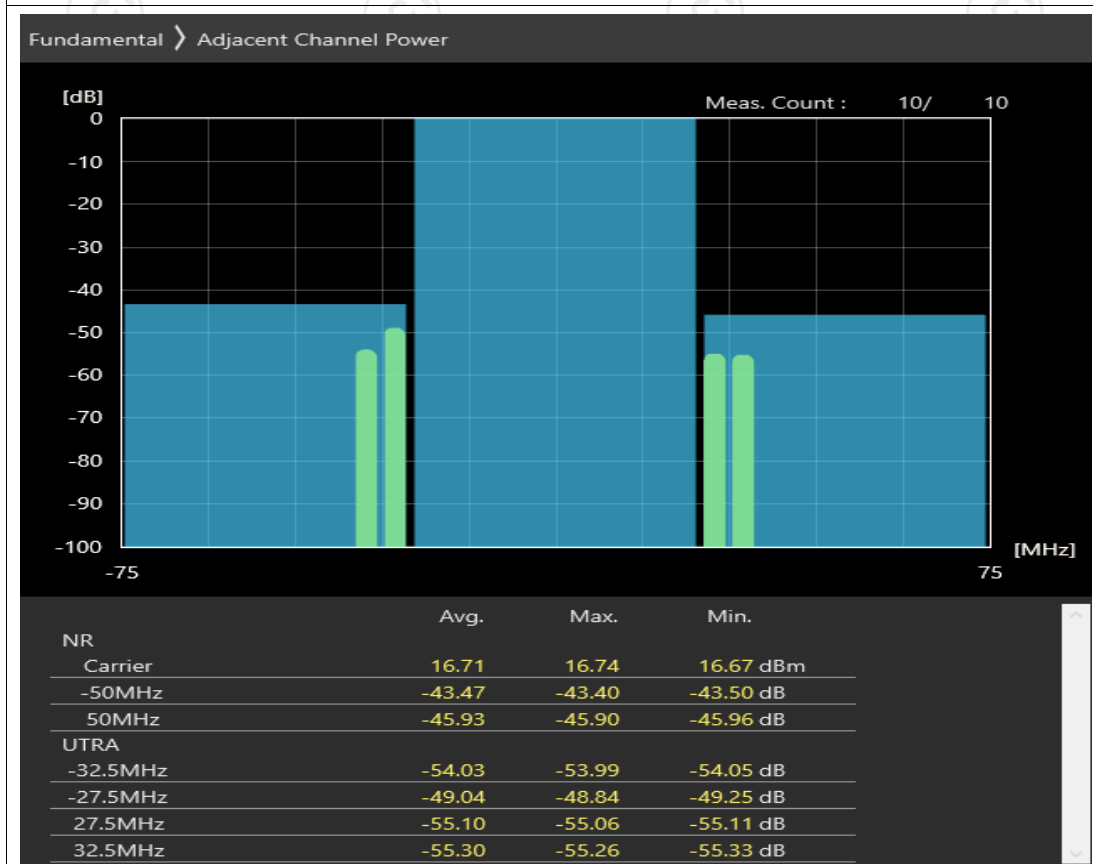 Fundamental 〉 Adjacent Channel Power
[dB]
Meas. Count : 10/ 10
0
-10
-20
-30
-40
-50
-60
-70
-80
-90
-100
[MHz]
-75 75
Avg. Max. Min.
NR
Carrier 16.71 16.74 16.67 dBm
-50MHz -43.47 -43.40 -43.50 dB
50MHz -45.93 -45.90 -45.96 dB
UTRA
-32.5MHz -54.03 -53.99 -54.05 dB
-27.5MHz -49.04 -48.84 -49.25 dB
27.5MHz -55.10 -55.06 -55.11 dB
32.5MHz -55.30 -55.26 -55.33 dB